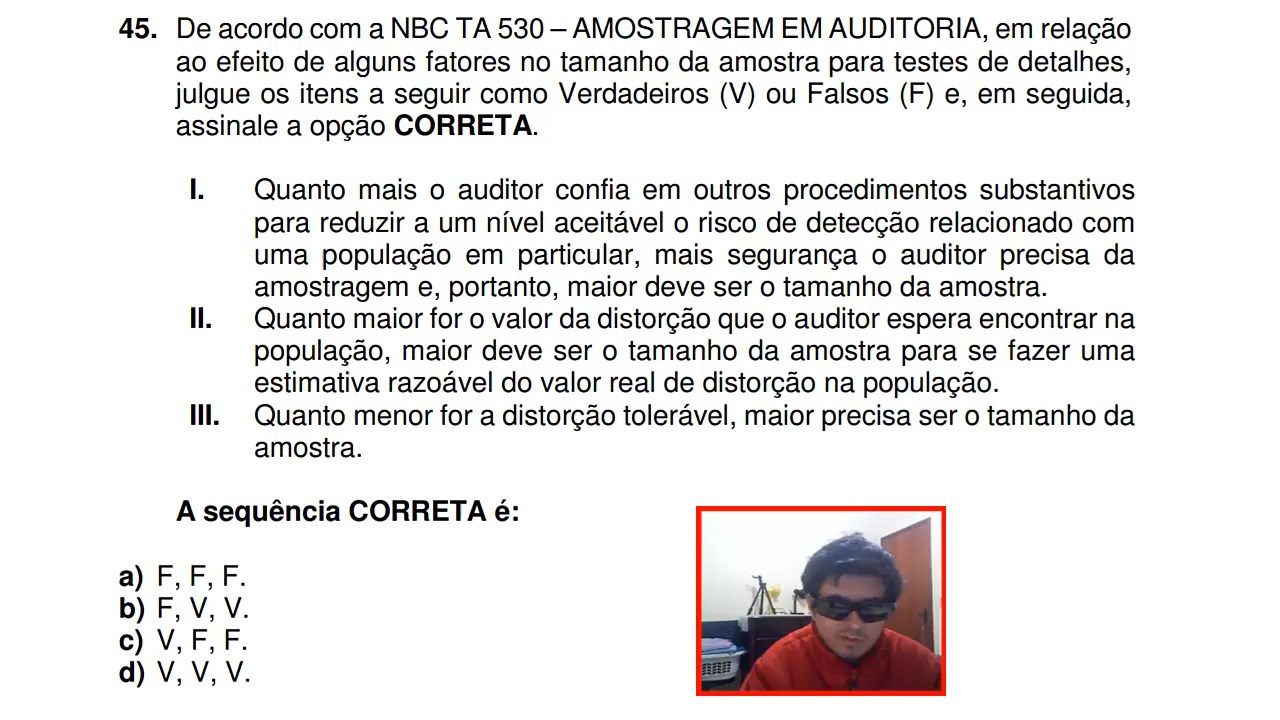 45. De acordo com a NBC TA 530 – AMOSTRAGEM EM AUDITORIA, em relação
ao efeito de alguns fatores no tamanho da amostra para testes de detalhes,
julgue os itens a seguir como Verdadeiros (V) ou Falsos (F) e, em seguida,
assinale a opção CORRETA.
I. Quanto mais o auditor confia em outros procedimentos substantivos
para reduzir a um nível aceitável o risco de detecção relacionado com
uma população em particular, mais segurança o auditor precisa da
amostragem e, portanto, maior deve ser o tamanho da amostra.
II. Quanto maior for o valor da distorção que o auditor espera encontrar na
população, maior deve ser o tamanho da amostra para se fazer uma
estimativa razoável do valor real de distorção na população.
III. Quanto menor for a distorção tolerável, maior precisa ser o tamanho da
amostra.
A sequência CORRETA é:
a) F, F, F.
b) F, V, V.
c) V, F, F.
d) V, V, V.